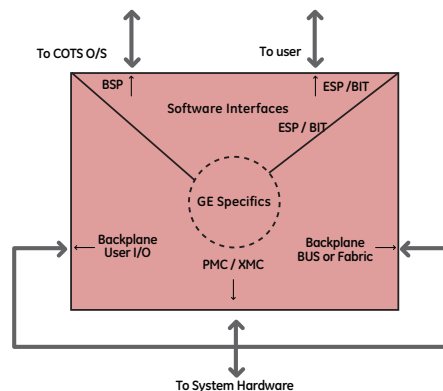 To COTS O/S
To user
BSP
ESP /BIT
Software Interfaces
ESP / BIT
GE Specifics
Backplane
User I/O
Backplane
BUS or Fabric
PMC / XMC
To System Hardware